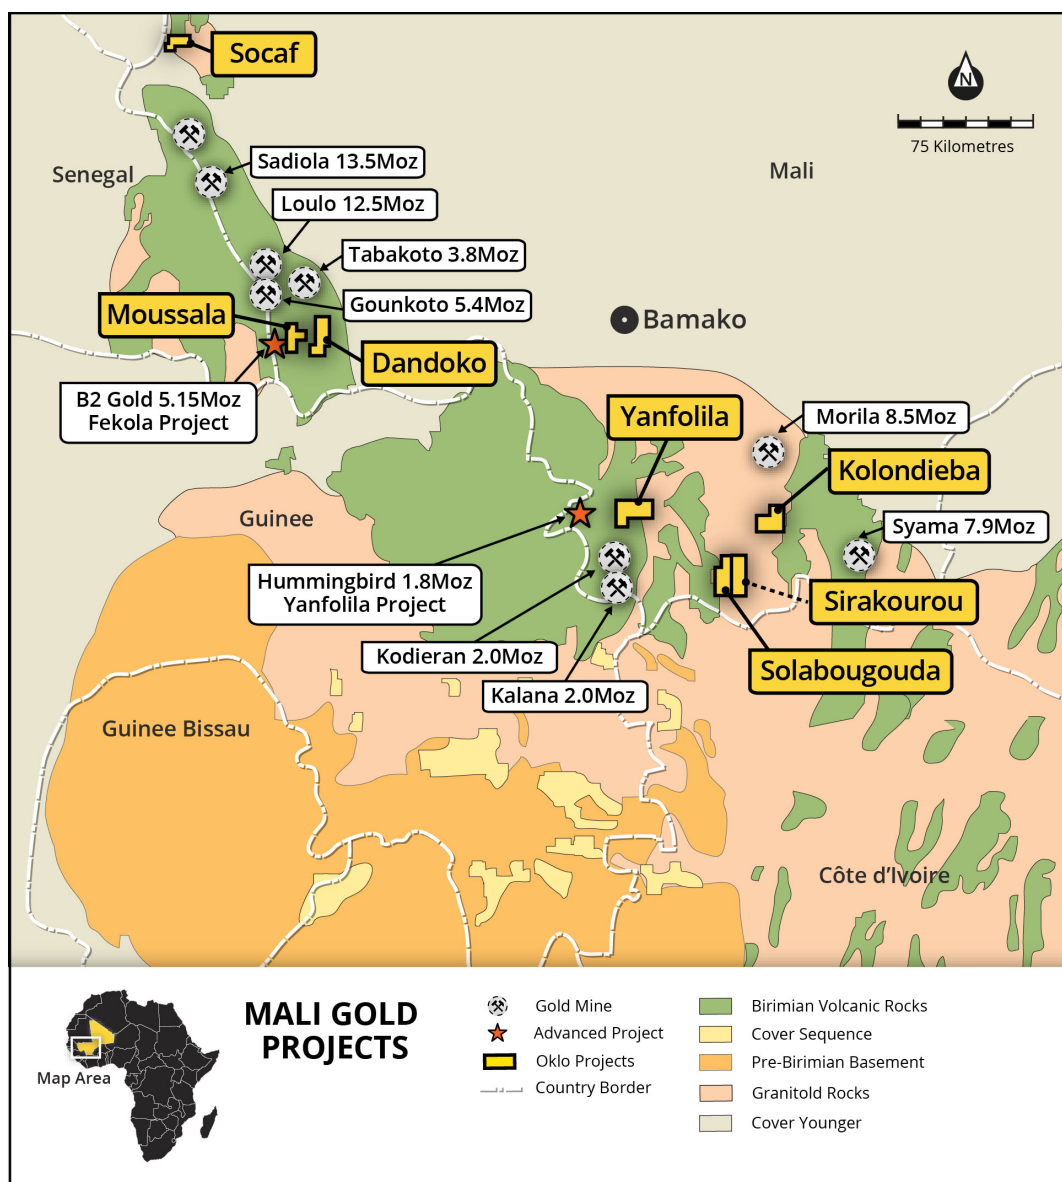 Socaf
N
75 Kilometres
Senegal
Sadiola 13.5Moz
Mali
Loulo 12.5Moz
Tabakoto 3.8Moz
Gounkoto 5.4Moz
Moussala
Bamako
Dandoko
B2 Gold 5.15Moz
Fekola Project
Yanfolila
Morila 8.5Moz
Kolondieba
Guinee
Syama 7.9Moz
Hummingbird 1.8Moz
Yanfolila Project
Sirakourou
Kodieran 2.0Moz
Solabougouda
Kalana 2.0Moz
Guinee Bissau
Côte d’Ivoire
Map Area
MALI GOLD
PROJECTS
Gold Mine
Advanced Project
Oklo Projects
Country Border
Birimian Volcanic Rocks
Cover Sequence
Pre-Birimian Basement
Granitold Rocks
Cover Younger